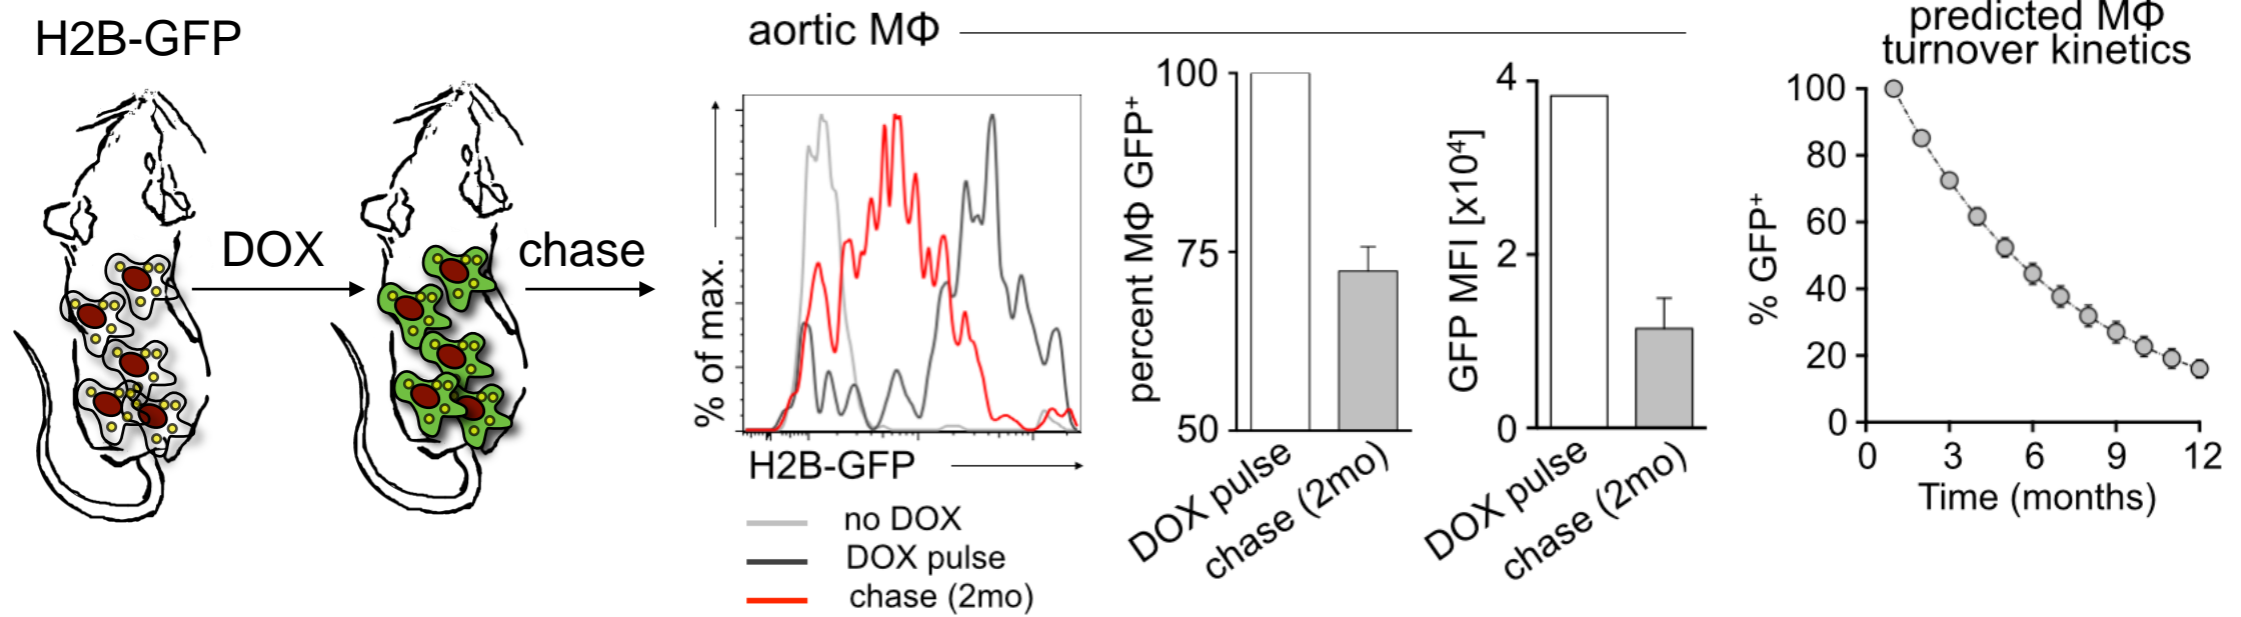 H2B-GFP
DOX
chase
aortic MΦ
% of max.
H2B-GFP
no DOX
DOX pulse
chase (2mo)
percent MΦ GFP⁺
100
75
50
DOX pulse
chase (2mo)
GFP MFI [x10⁴]
4
2
0
DOX pulse
chase (2mo)
predicted MΦ
turnover kinetics
% GFP⁺
100
80
60
40
20
0
0 3 6 9 12
Time (months)